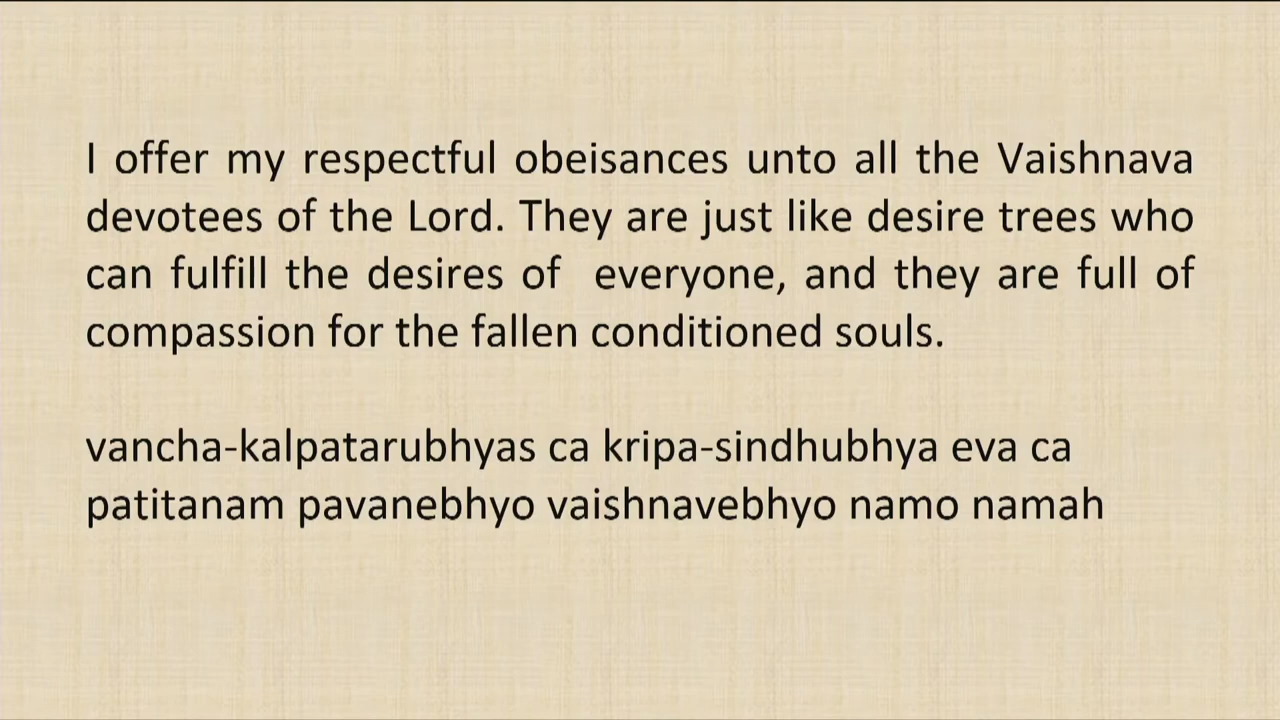 I offer my respectful obeisances unto all the Vaishnava
devotees of the Lord. They are just like desire trees who
can fulfill the desires of everyone, and they are full of
compassion for the fallen conditioned souls.
vancha-kalpatarubhyas ca kripa-sindhubhya eva ca
patitanam pavanebhyo vaishnavebhyo namo namah